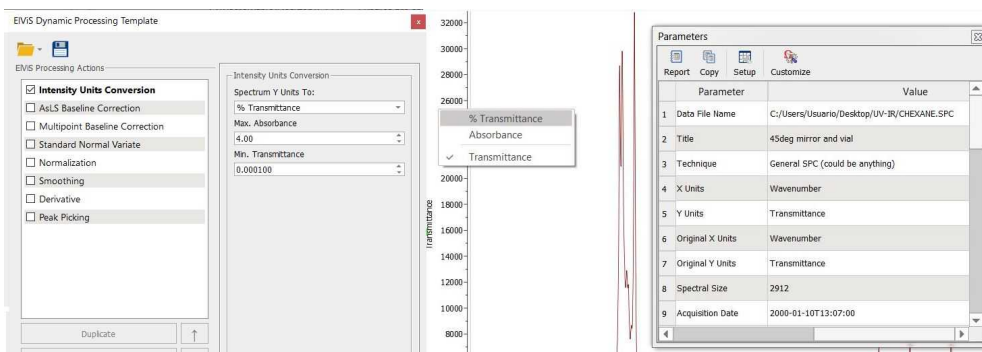 ElViS Dynamic Processing Template
x
ElViS Processing Actions
Intensity Units Conversion
AsLS Baseline Correction
Multipoint Baseline Correction
Standard Normal Variate
Normalization
Smoothing
Derivative
Peak Picking
Duplicate
Intensity Units Conversion
Spectrum Y Units To:
% Transmittance
Max. Absorbance
4.00
Min. Transmittance
0.000100
% Transmittance
Absorbance
Transmittance
Transmittance
32000
30000
28000
26000
20000
18000
16000
14000
12000
10000
8000
Parameters
Report Copy Setup Customize
Parameter Value
1 Data File Name C:/Users/Usuario/Desktop/UV-IR/CHEXANE.SPC
2 Title 45deg mirror and vial
3 Technique General SPC (could be anything)
4 X Units Wavenumber
5 Y Units Transmittance
6 Original X Units Wavenumber
7 Original Y Units Transmittance
8 Spectral Size 2912
9 Acquisition Date 2000-01-10T13:07:00